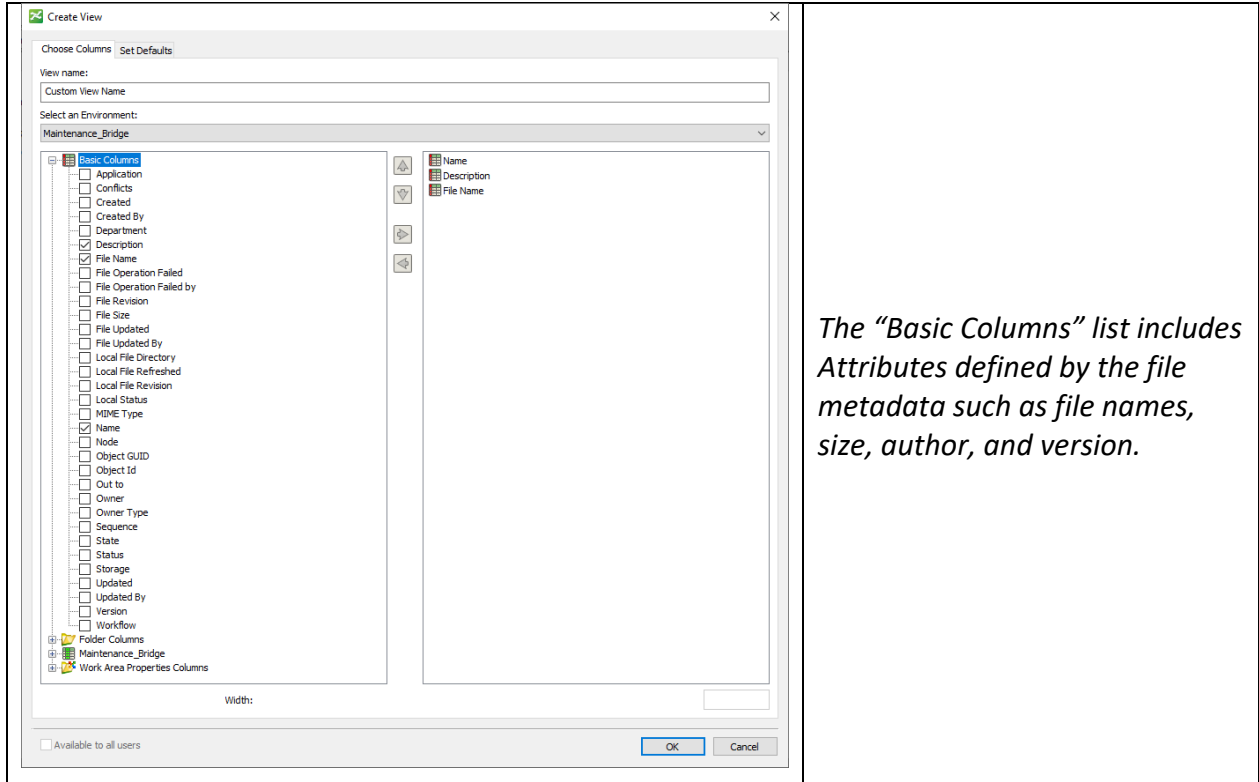 Create View
Choose Columns
Set Defaults
View name:
Custom View Name
Select an Environment:
Maintenance_Bridge
Basic Columns
Application
Conflicts
Created
Created By
Department
Description
File Name
File Operation Failed
File Operation Failed by
File Revision
File Size
File Updated
File Updated By
Local File Directory
Local File Refreshed
Local File Revision
Local Status
MIME Type
Name
Node
Object GUID
Object Id
Out to
Owner
Owner Type
Sequence
State
Status
Storage
Updated
Updated By
Version
Workflow
Folder Columns
Maintenance_Bridge
Work Area Properties Columns
Name
Description
File Name
Width:
Available to all users
OK
Cancel
The “Basic Columns” list includes
Attributes defined by the file
metadata such as file names,
size, author, and version.